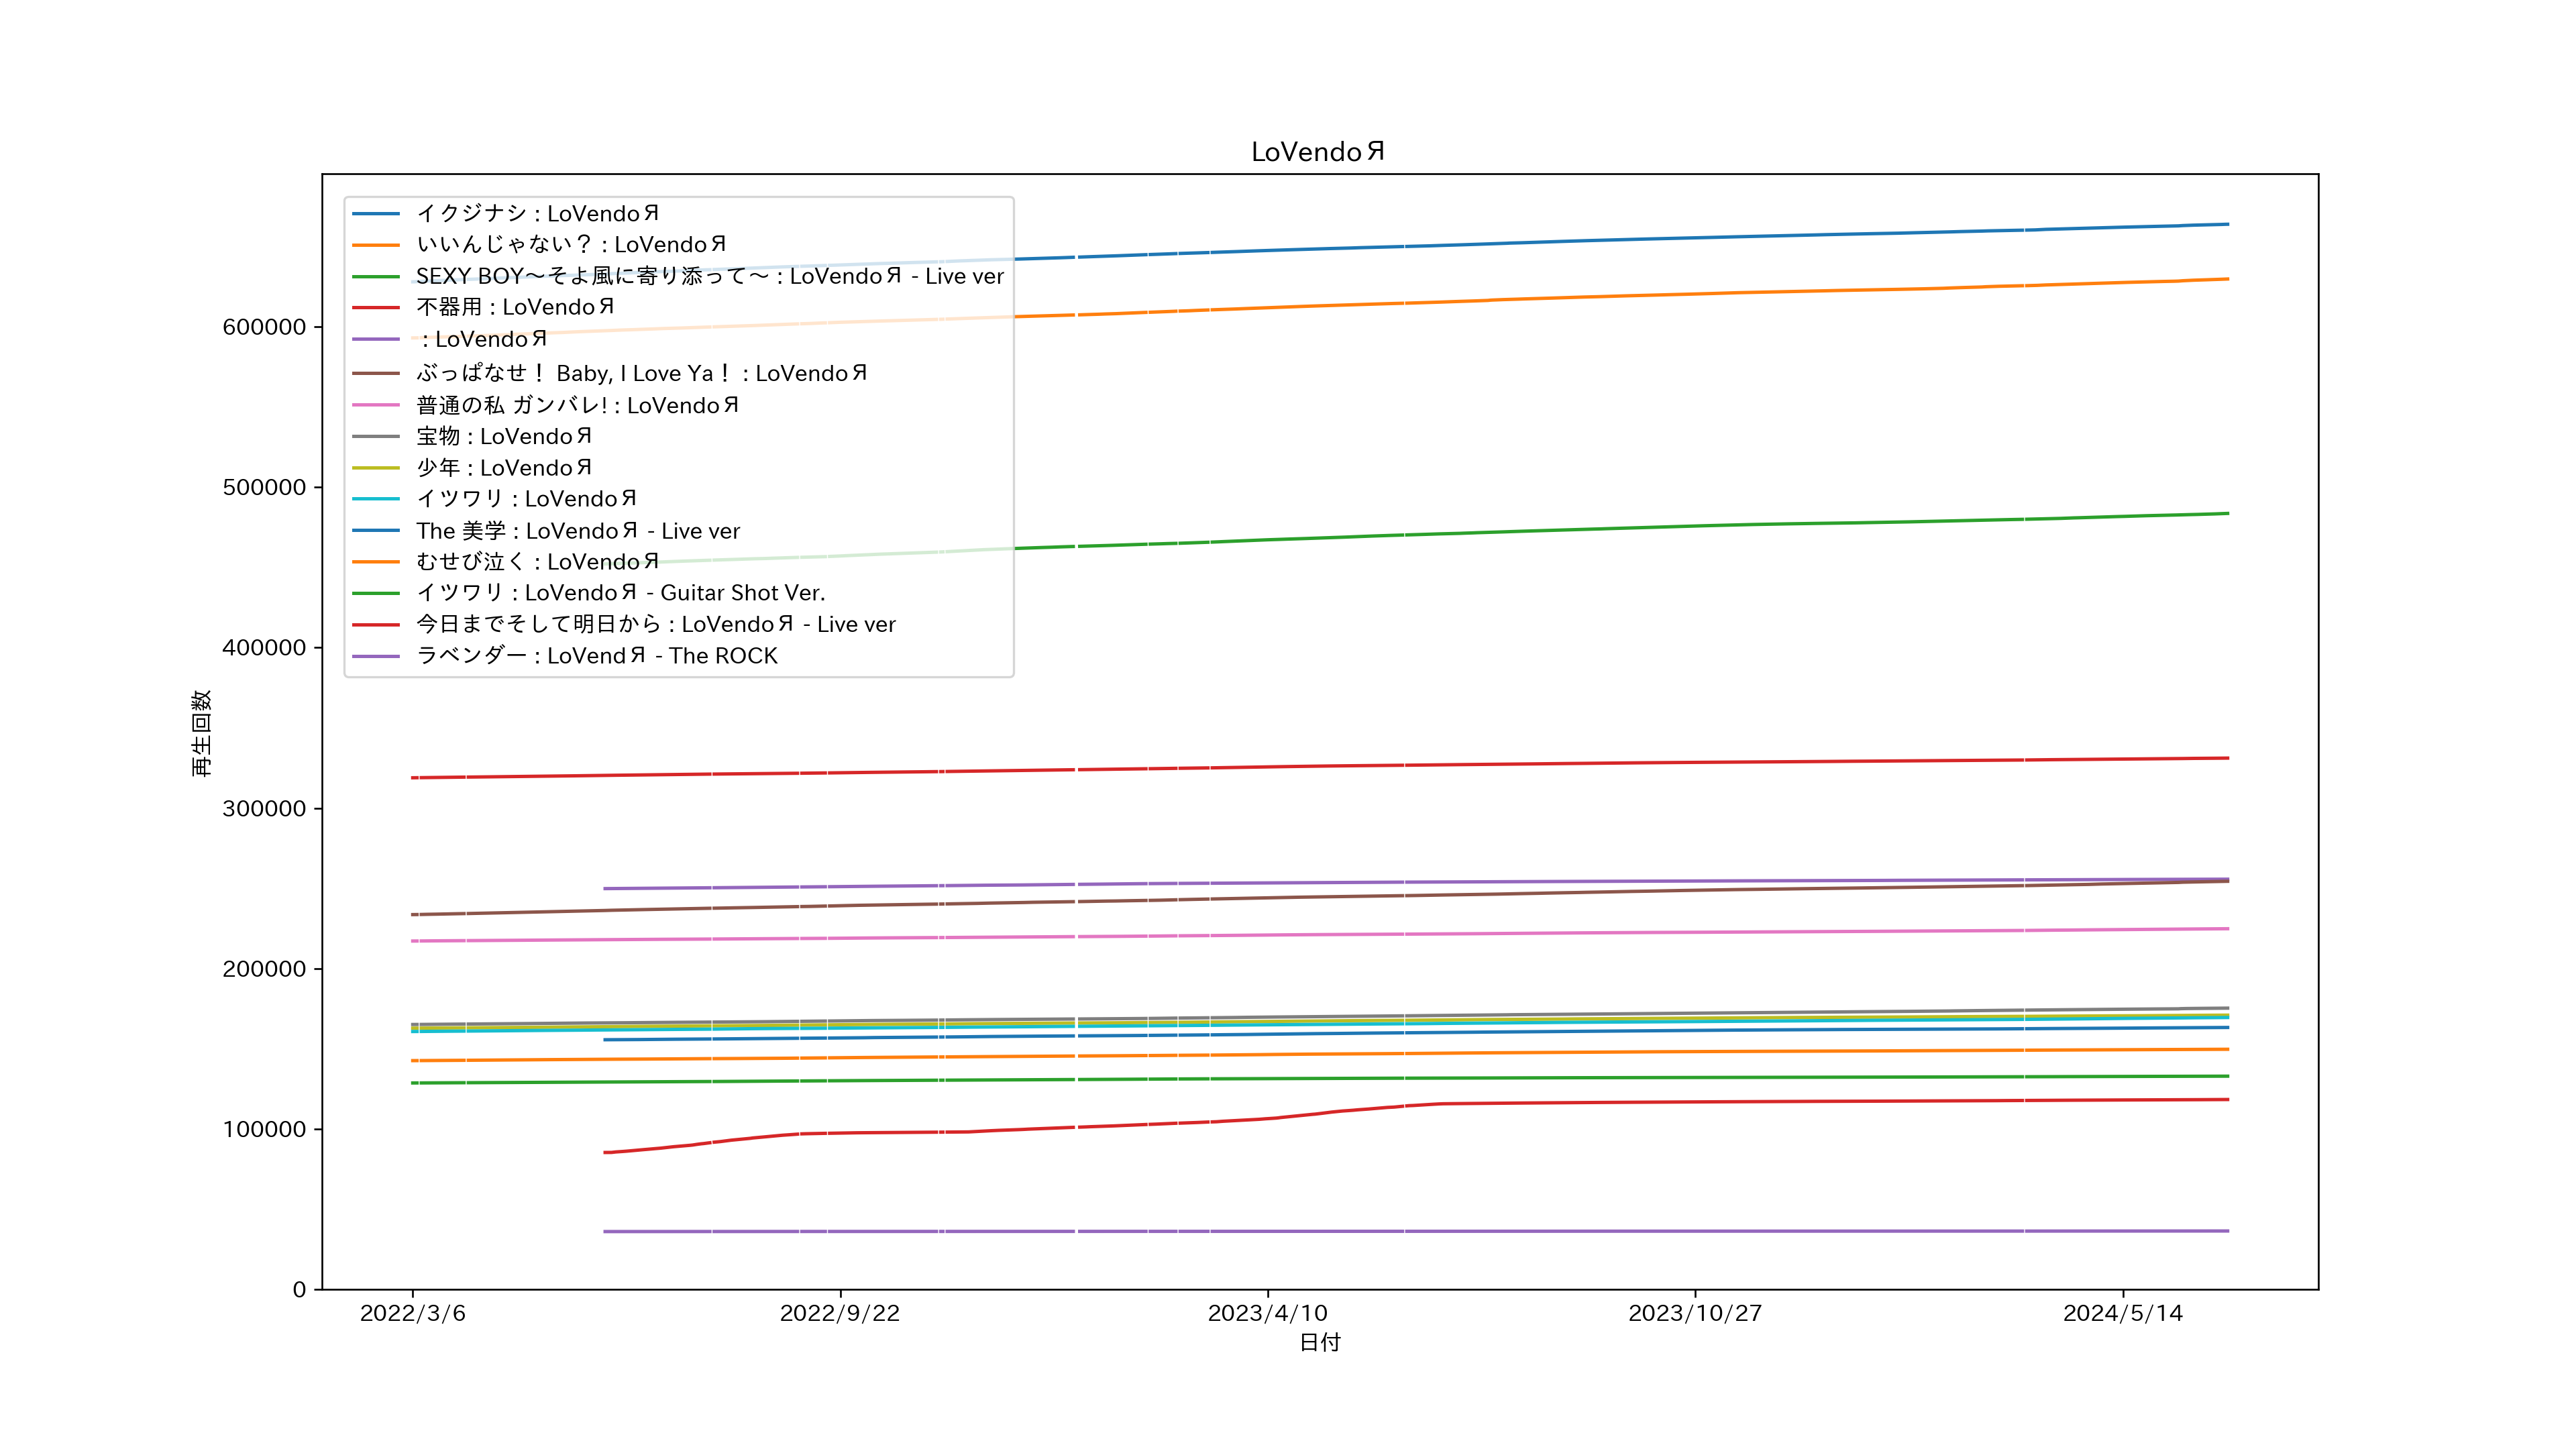 LoVendoЯ
イクジナシ : LoVendoЯ
いいんじゃない？ : LoVendoЯ
SEXY BOY～そよ風に寄り添って～ : LoVendoЯ - Live ver
不器用 : LoVendoЯ
: LoVendoЯ
ぶっぱなせ！ Baby, I Love Ya！ : LoVendoЯ
普通の私 ガンバレ! : LoVendoЯ
宝物 : LoVendoЯ
少年 : LoVendoЯ
イツワリ : LoVendoЯ
The 美学 : LoVendoЯ - Live ver
むせび泣く : LoVendoЯ
イツワリ : LoVendoЯ - Guitar Shot Ver.
今日までそして明日から : LoVendoЯ - Live ver
ラベンダー : LoVendЯ - The ROCK
再生回数
600000
500000
400000
300000
200000
100000
0
2022/3/6
2022/9/22
2023/4/10
2023/10/27
2024/5/14
日付